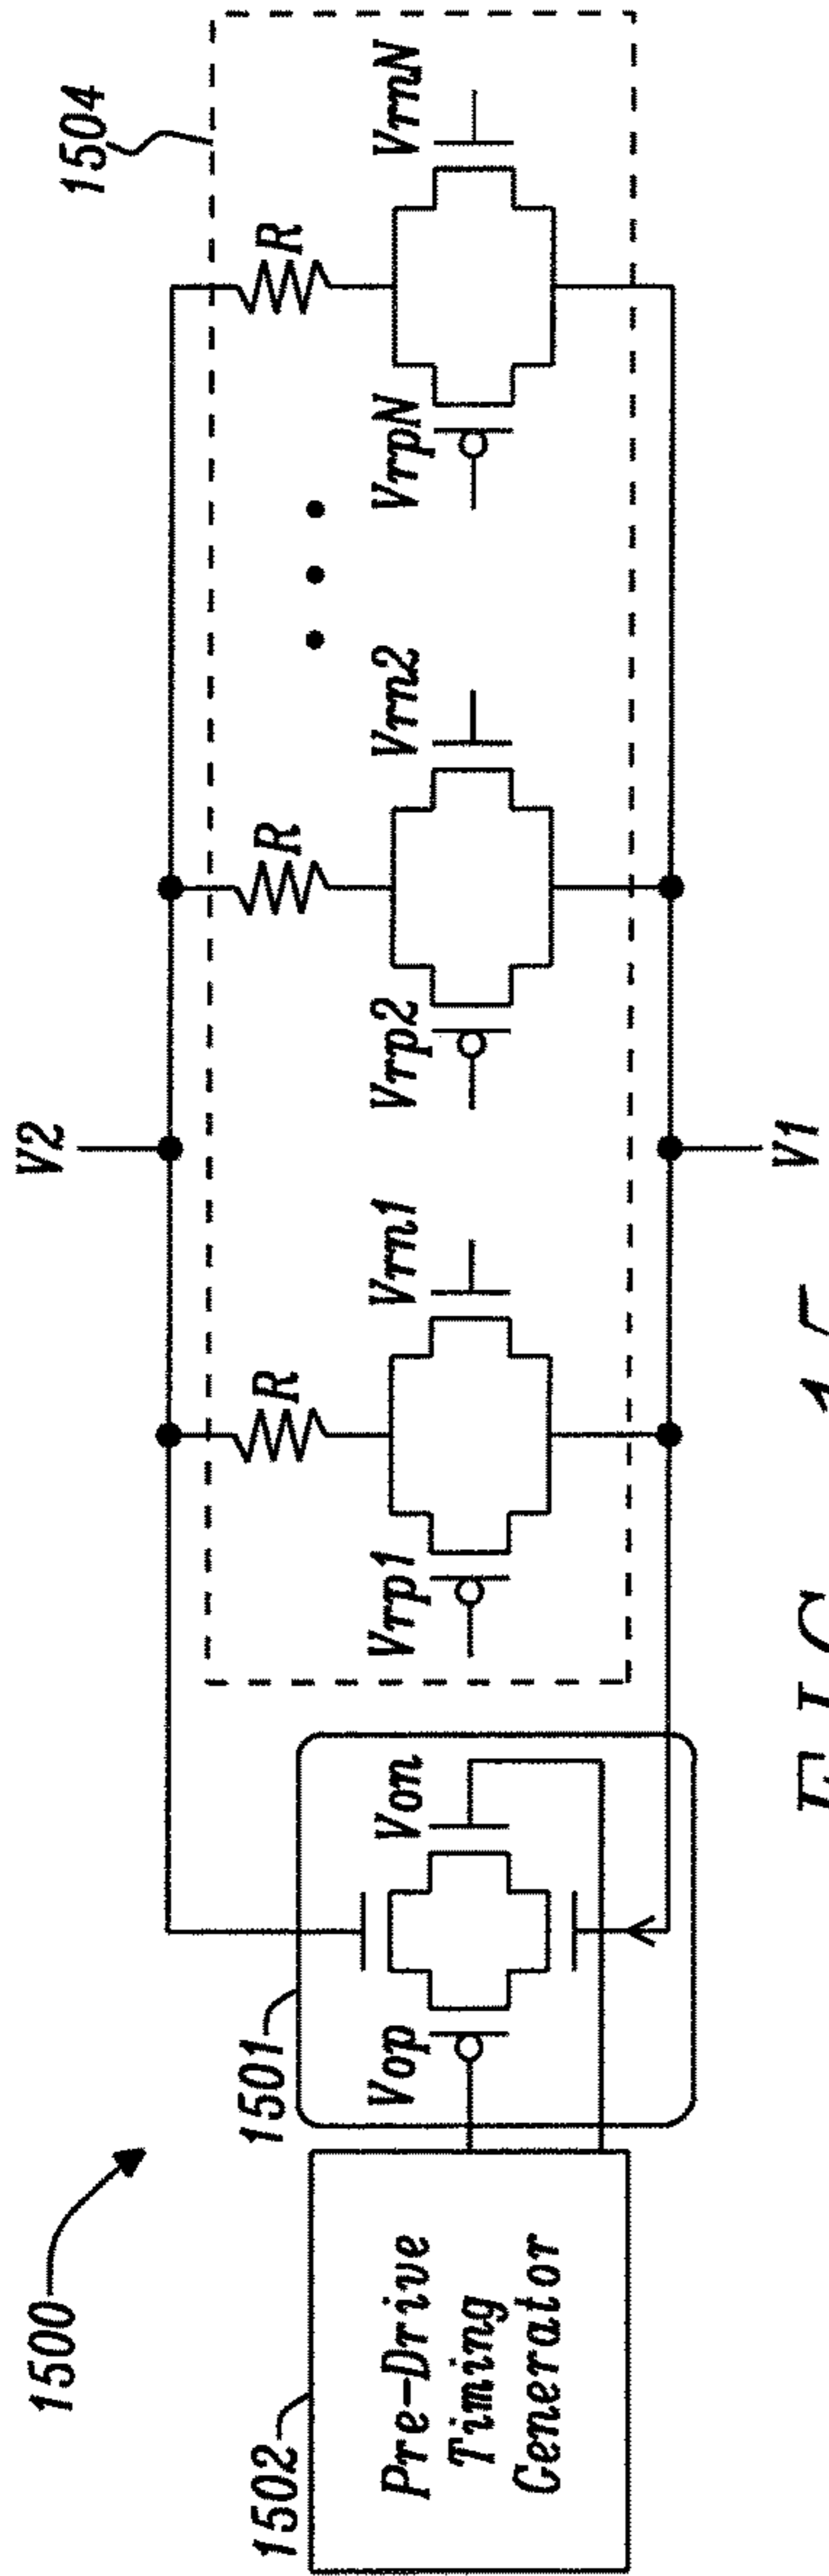 1500
1502
Pre-Drive
Timing
Generator
1501
Vop
Von
V2
1504
R
Vrp1
Vrn1
R
Vrp2
Vrn2
R
VrpN
VrnN
V1